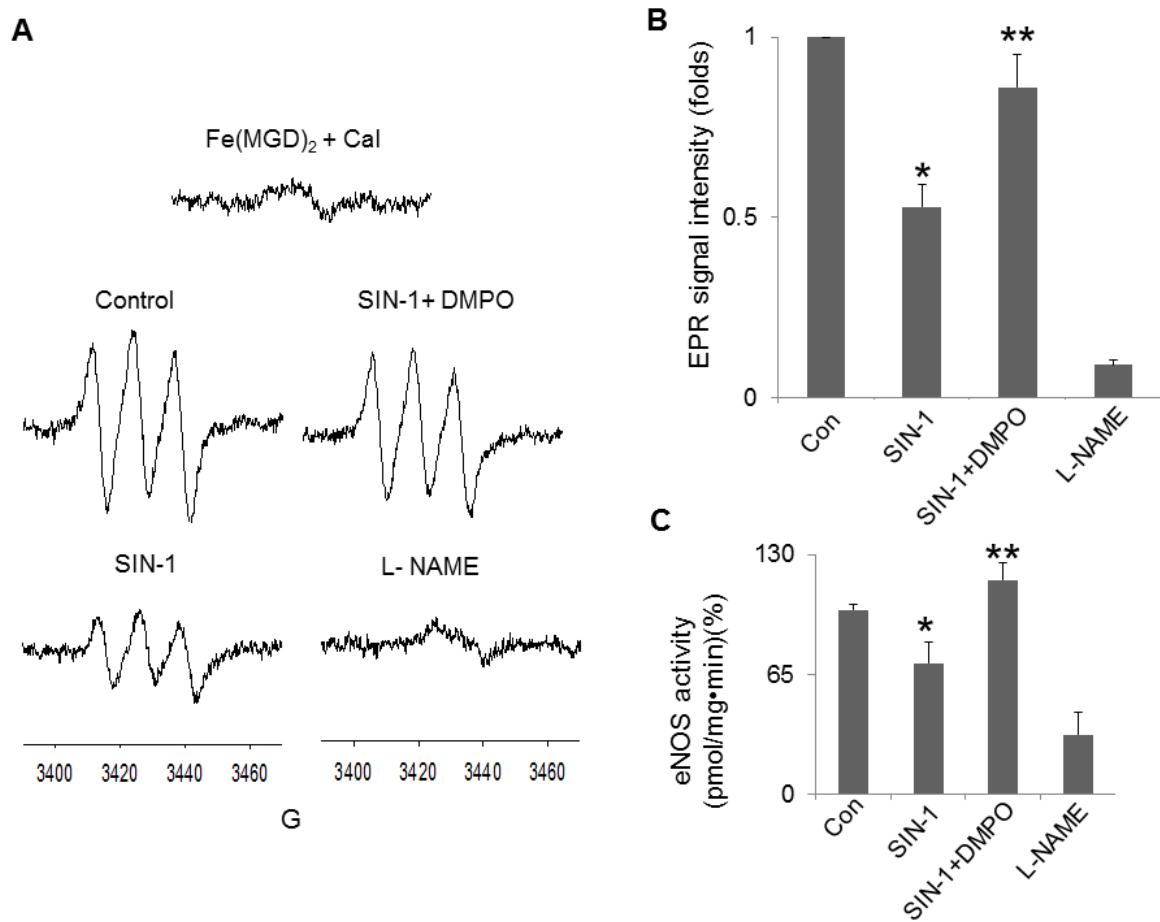 A
Fe(MGD)₂ + Cal
Control
SIN-1+ DMPO
SIN-1
L- NAME
3400 3420 3440 3460
3400 3420 3440 3460
G
B
EPR signal intensity (folds)
1
0.5
0
*
**
Con
SIN-1
SIN-1+DMPO
L-NAME
C
eNOS activity
(pmol/mg•min)(%)
130
65
0
*
**
Con
SIN-1
SIN-1+DMPO
L-NAME